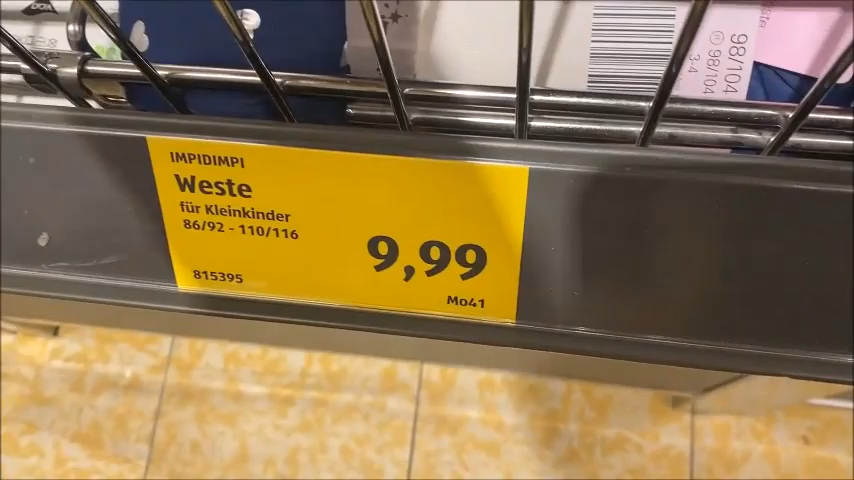 98/104
3-4
98/104
IMPIDIMPI
Weste
für Kleinkinder
86/92 - 110/116
9,99
815395
Mo41